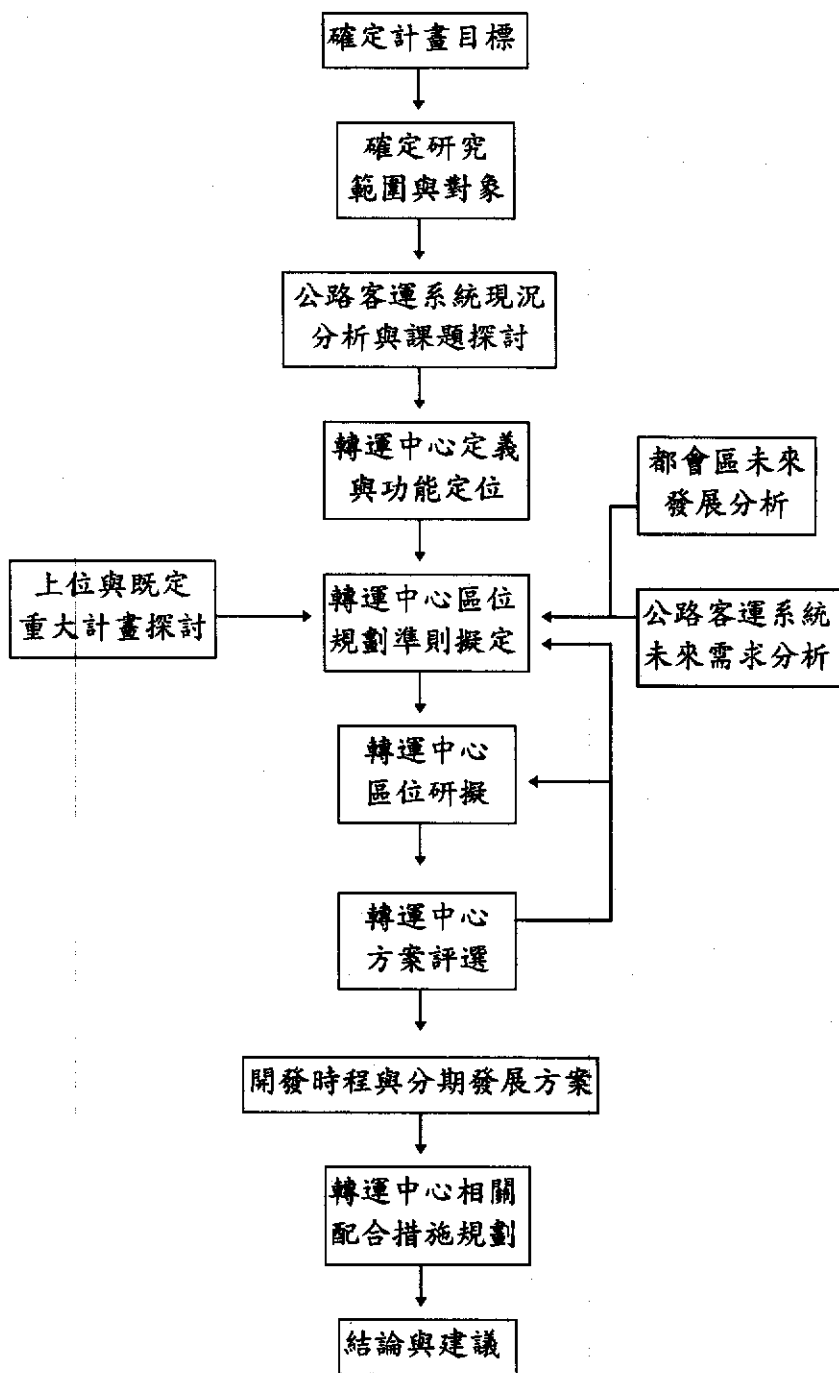 確定計畫目標
確定研究
範圍與對象
公路客運系統現況
分析與課題探討
轉運中心定義
與功能定位
都會區未來
發展分析
上位與既定
重大計畫探討
轉運中心區位
規劃準則擬定
公路客運系統
未來需求分析
轉運中心
區位研擬
轉運中心
方案評選
開發時程與分期發展方案
轉運中心相關
配合措施規劃
結論與建議